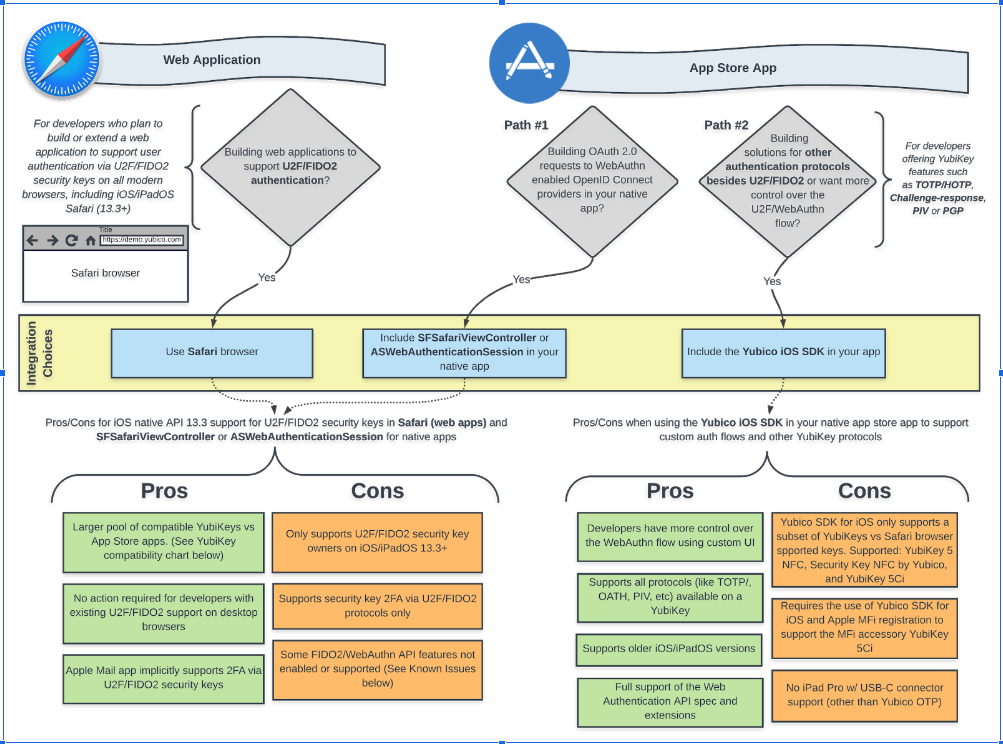 Web Application
App Store App
For developers who plan to
build or extend a web
application to support user
authentication via U2F/FIDO2
security keys on all modern
browsers, including iOS/iPadOS
Safari (13.3+)
Building web applications to
support U2F/FIDO2
authentication?
Path #1
Building OAuth 2.0
requests to WebAuthn
enabled OpenID Connect
providers in your native
app?
Path #2
Building
solutions for other
authentication protocols
besides U2F/FIDO2 or want more
control over the
U2F/WebAuthn
flow?
For developers
offering YubiKey
features such
as TOTP/HOTP,
Challenge-response,
PIV or PGP
Title
https://demo.yubico.com
Safari browser
Yes
Yes
Yes
Integration
Choices
Use Safari browser
Include SFSafariViewController or
ASWebAuthenticationSession in your
native app
Include the Yubico iOS SDK in your app
Pros/Cons for iOS native API 13.3 support for U2F/FIDO2 security keys in Safari (web apps) and
SFSafariViewController or ASWebAuthenticationSession for native apps
Pros/Cons when using the Yubico iOS SDK in your native app store app to support
custom auth flows and other YubiKey protocols
Pros
Cons
Larger pool of compatible YubiKeys vs
App Store apps. (See YubiKey
compatibility chart below)
No action required for developers with
existing U2F/FIDO2 support on desktop
browsers
Apple Mail app implicitly supports 2FA via
U2F/FIDO2 security keys
Only supports U2F/FIDO2 security key
owners on iOS/iPadOS 13.3+
Supports security key 2FA via U2F/FIDO2
protocols only
Some FIDO2/WebAuthn API features not
enabled or supported (See Known Issues
below)
Pros
Cons
Developers have more control over
the WebAuthn flow using custom UI
Supports all protocols (like TOTP/,
OATH, PIV, etc) available on a
YubiKey
Supports older iOS/iPadOS versions
Full support of the Web
Authentication API spec and
extensions
Yubico SDK for iOS only supports a
subset of YubiKeys vs Safari browser
spported keys. Supported: YubiKey 5
NFC, Security Key NFC by Yubico,
and YubiKey 5Ci
Requires the use of Yubico SDK for
iOS and Apple MFi registration to
support the MFi accessory YubiKey
5Ci
No iPad Pro w/ USB-C connector
support (other than Yubico OTP)